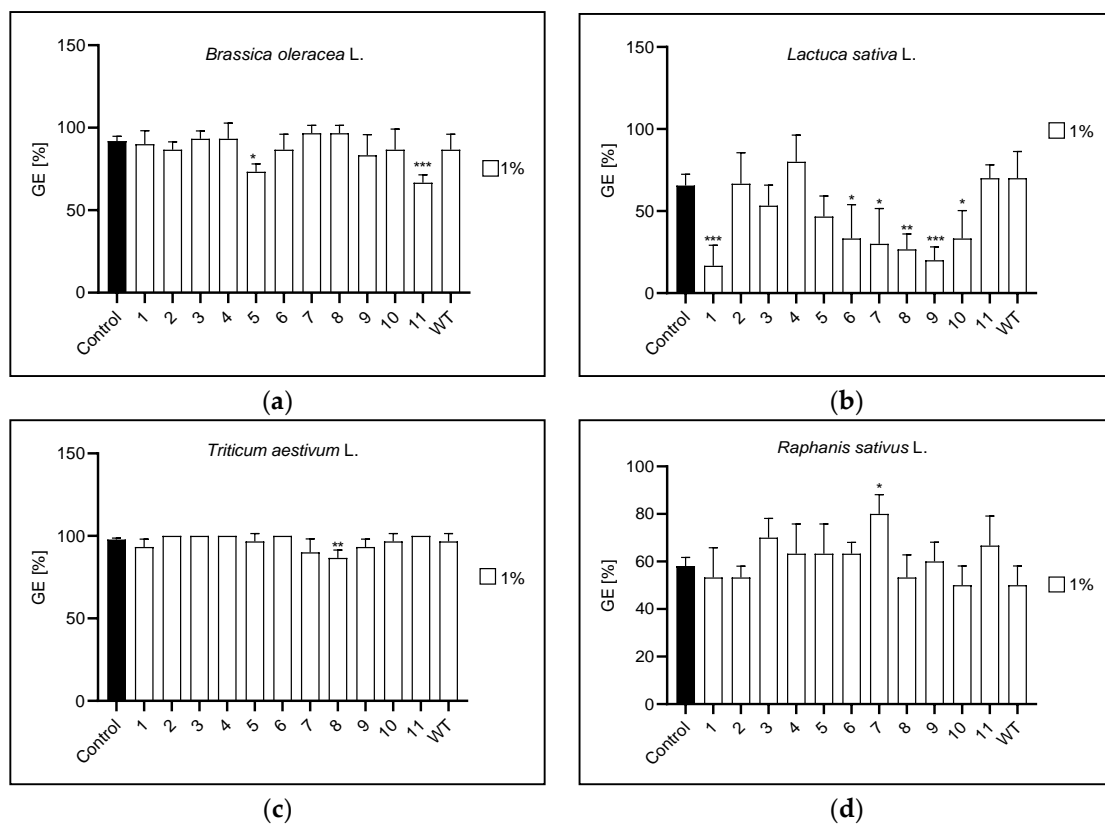 Brassica oleracea L.
150
100
50
0
GE [%]
*
***
1%
Control 1 2 3 4 5 6 7 8 9 10 11 WT
(a)
Lactuca sativa L.
150
100
50
0
GE [%]
***
*
*
**
***
*
1%
Control 1 2 3 4 5 6 7 8 9 10 11 WT
(b)
Triticum aestivum L.
150
100
50
0
GE [%]
**
1%
Control 1 2 3 4 5 6 7 8 9 10 11 WT
(c)
Raphanis sativus L.
100
80
60
40
20
0
GE [%]
*
1%
Control 1 2 3 4 5 6 7 8 9 10 11 WT
(d)